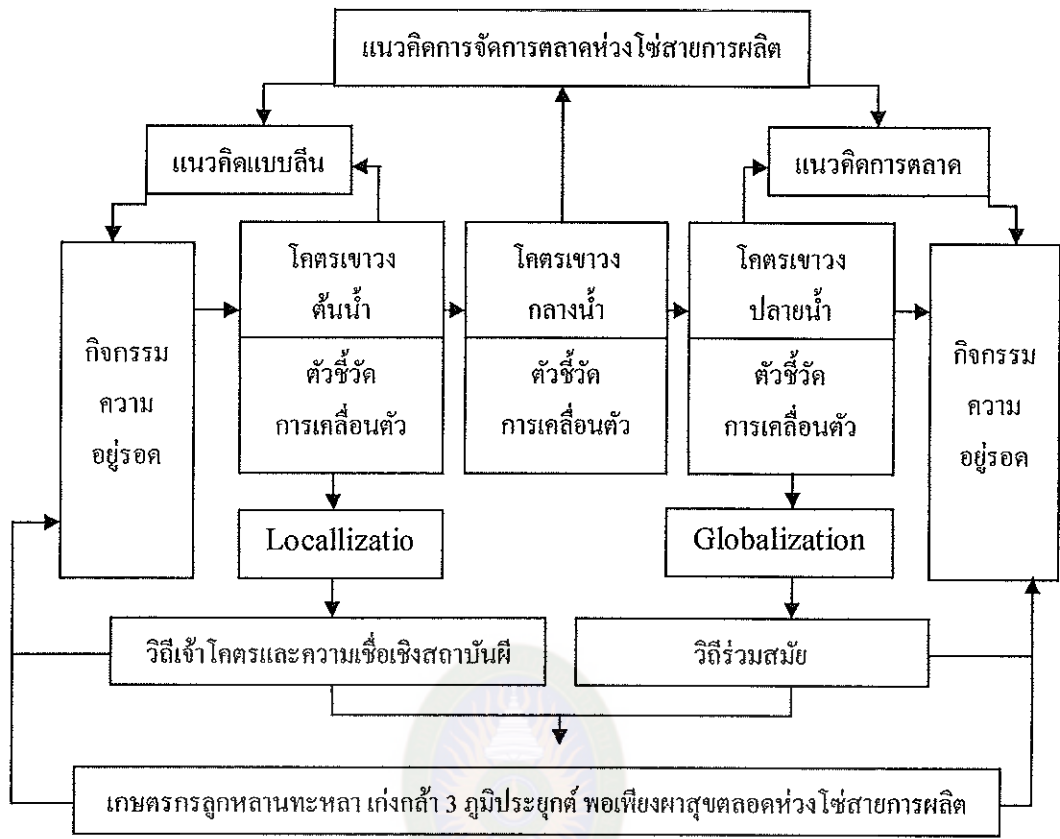 แนวคิดการจัดการตลาดห่วงโซ่สายการผลิต
แนวคิดแบบลีน
แนวคิดการตลาด
กิจกรรม
ความ
อยู่รอด
โคตรเขาวง
ต้นน้ำ
ตัวชี้วัด
การเคลื่อนตัว
โคตรเขาวง
กลางน้ำ
ตัวชี้วัด
การเคลื่อนตัว
โคตรเขาวง
ปลายน้ำ
ตัวชี้วัด
การเคลื่อนตัว
กิจกรรม
ความ
อยู่รอด
Locallizatio
Globalization
วิถีเจ้าโคตรและความเชื่อเชิงสถาบันผี
วิถีร่วมสมัย
เกษตรกรลูกหลานทะหลา เก่งกล้า 3 ภูมิประยุกต์ พอเพียงผาสุขตลอดห่วงโซ่สายการผลิต